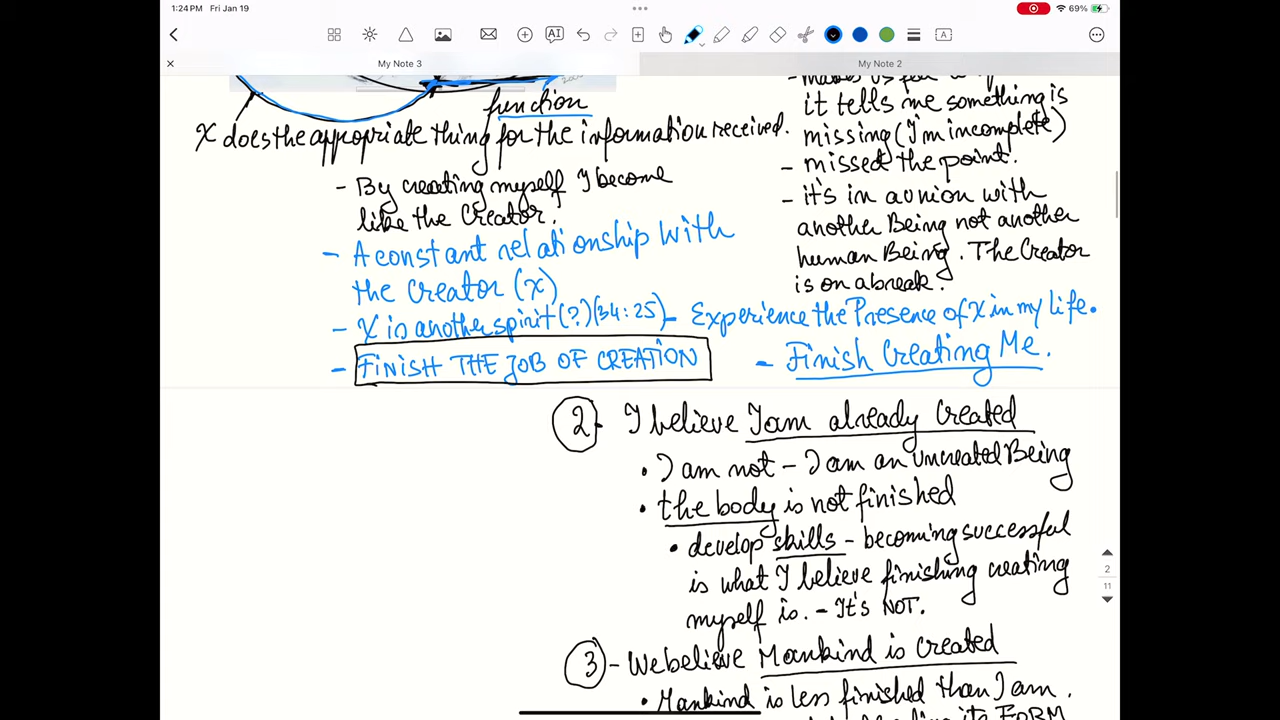 1:24 PM Fri Jan 19
69%
My Note 3
My Note 2
function
X does the appropriate thing for the information received.
- By creating myself I become
like the Creator.
- A constant relationship with
the Creator (X)
- X is another spirit (?) (34:25)
- FINISH THE JOB OF CREATION
it tells me something is
missing (I'm incomplete)
- missed the point.
- it's in a union with
another Being not another
human Being. The Creator
is on a break.
- Experience the Presence of X in my life.
- Finish Creating Me.
2 - I believe I am already Created
• I am not - I am an uncreated Being
• the body is not finished
• develop skills - becoming successful
is what I believe finishing creating
myself is. - It's NOT.
3 - We believe Mankind is Created
• Mankind is less finished than I am.
its FORM
2
11